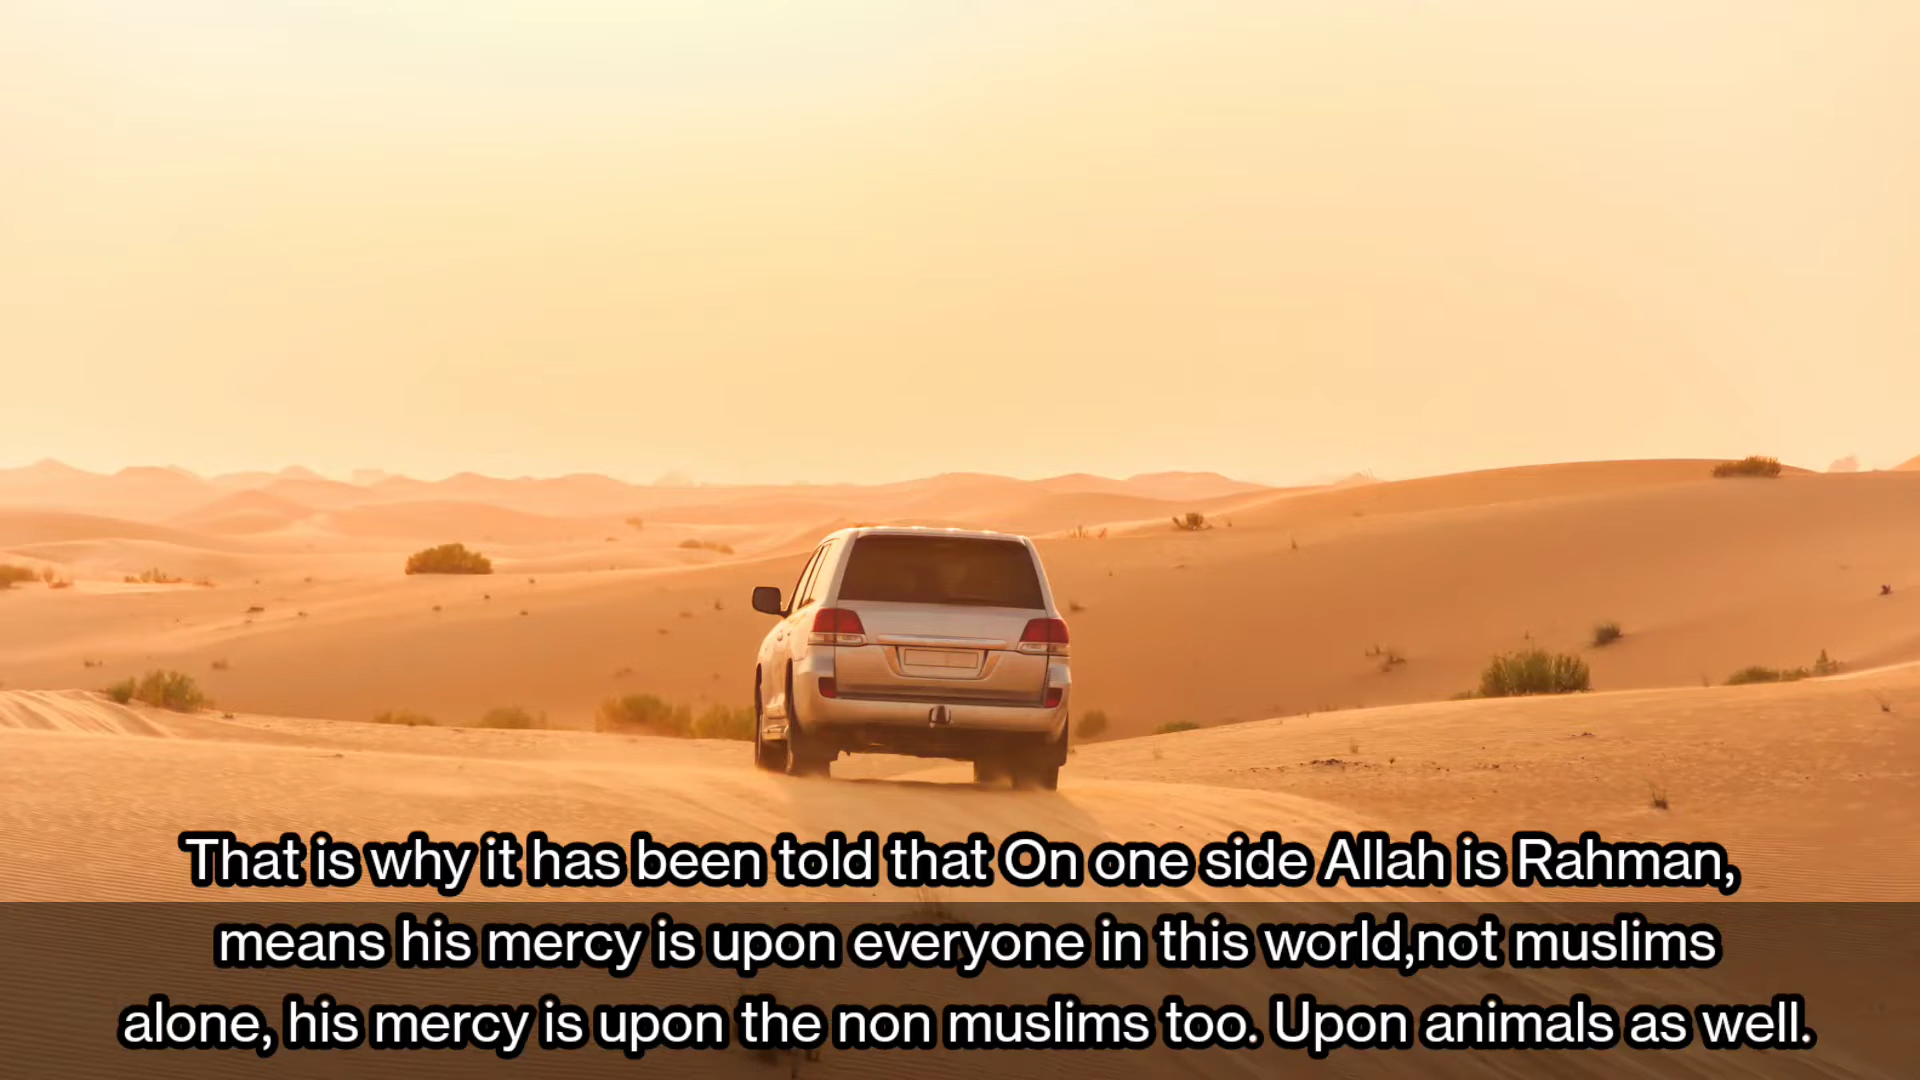 That is why it has been told that On one side Allah is Rahman,
means his mercy is upon everyone in this world,not muslims
alone, his mercy is upon the non muslims too. Upon animals as well.